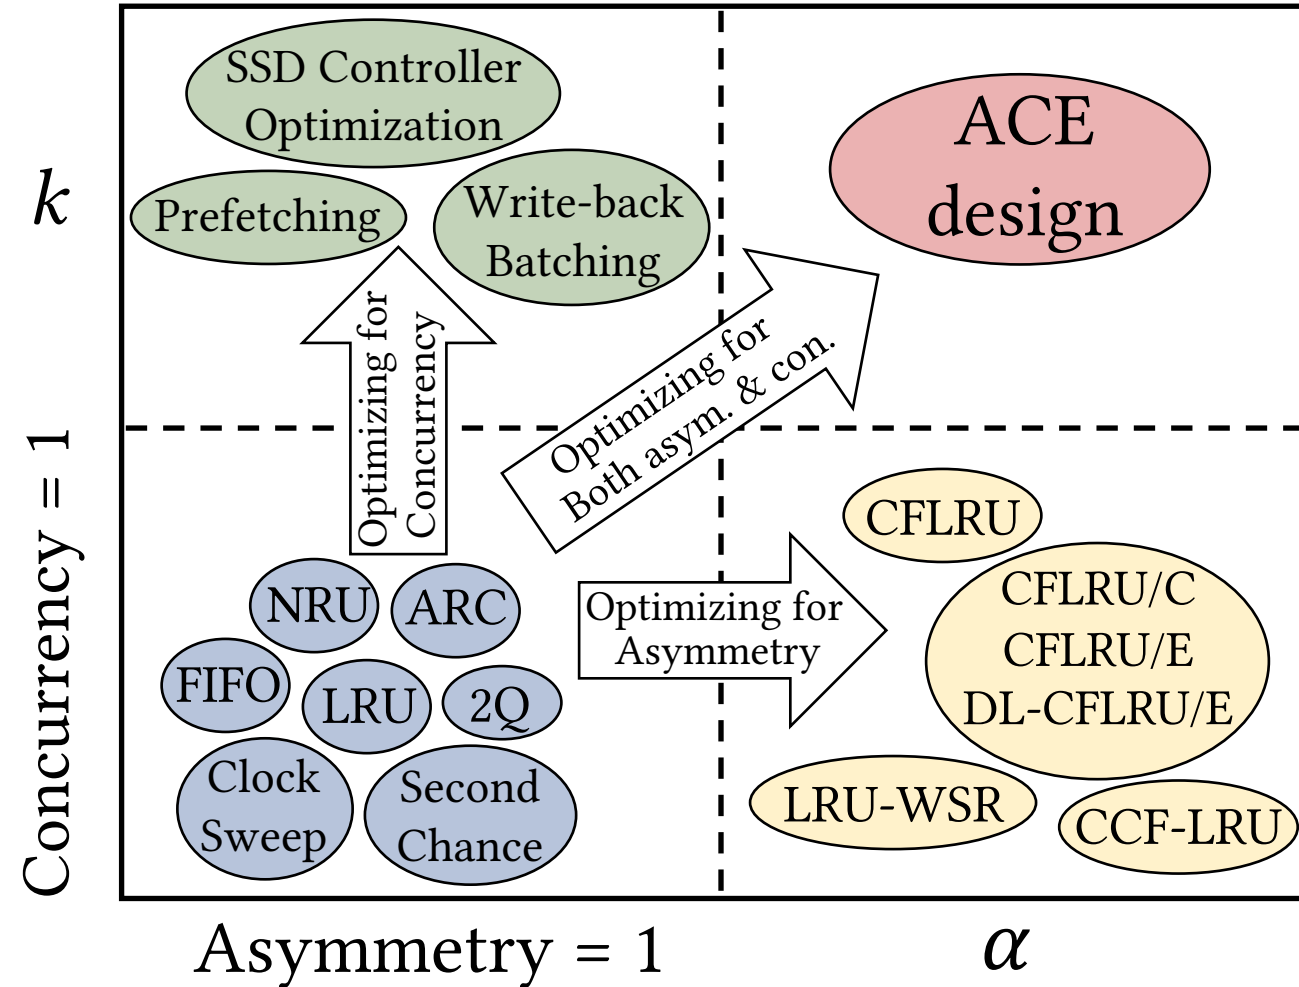 SSD Controller
Optimization
Prefetching
Write-back
Batching
ACE
design
k
Optimizing for
Concurrency
Optimizing for
Both asym. & con.
Concurrency = 1
CFLRU
CFLRU/C
CFLRU/E
DL-CFLRU/E
Optimizing for
Asymmetry
NRU
ARC
FIFO
LRU
2Q
Clock
Sweep
Second
Chance
LRU-WSR
CCF-LRU
Asymmetry = 1
α